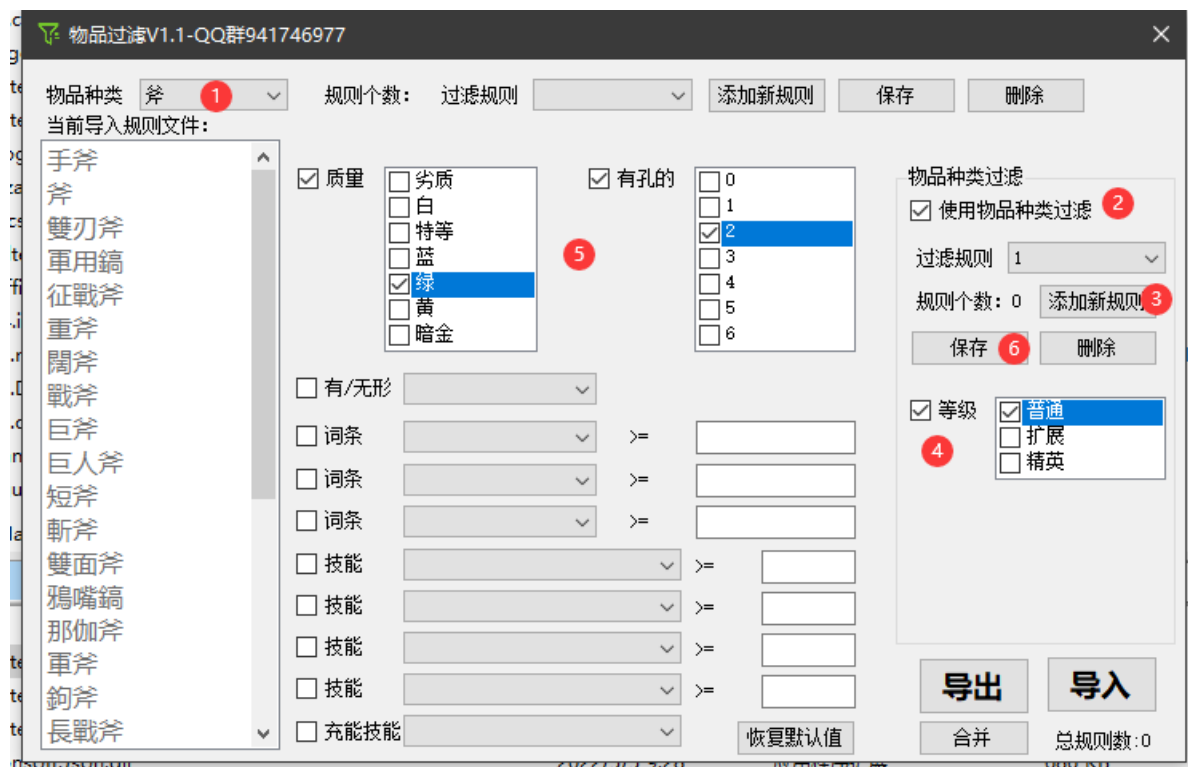 物品过滤V1.1-QQ群941746977
物品种类 斧 1 规则个数： 过滤规则 添加新规则 保存 删除
当前导入规则文件：
手斧
斧
雙刃斧
軍用鎬
征戰斧
重斧
闊斧
戰斧
巨斧
巨人斧
短斧
斬斧
雙面斧
鴉嘴鎬
那伽斧
軍斧
鉤斧
長戰斧
质量
劣质
白
特等
蓝
绿
黄
暗金
5
有孔的
0
1
2
3
4
5
6
有/无形
词条 >=
词条 >=
词条 >=
技能 >=
技能 >=
技能 >=
技能 >=
充能技能
恢复默认值
物品种类过滤
使用物品种类过滤 2
过滤规则 1
规则个数：0 添加新规则 3
保存 6 删除
等级 4
普通
扩展
精英
导出 导入
合并 总规则数:0